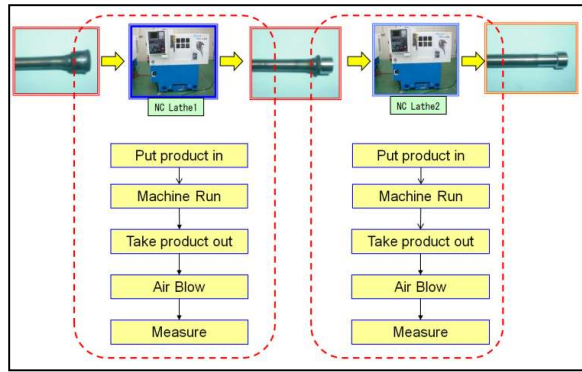 NC Lathe1
NC Lathe2
Put product in
Machine Run
Take product out
Air Blow
Measure
Put product in
Machine Run
Take product out
Air Blow
Measure